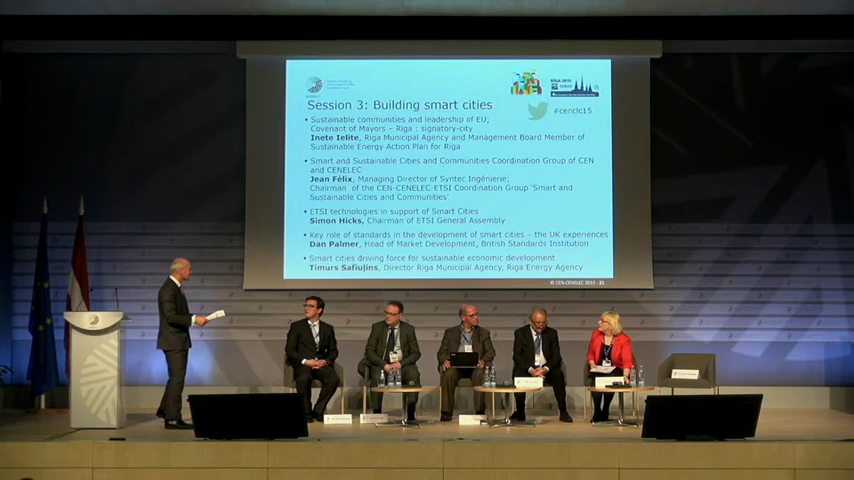 RIGA 2015
#cenclc15
Session 3: Building smart cities
• Sustainable communities and leadership of EU;
Covenant of Mayors – Riga : signatory-city
Inete Ielite, Riga Municipal Agency and Management Board Member of
Sustainable Energy Action Plan for Riga
• Smart and Sustainable Cities and Communities Coordination Group of CEN
and CENELEC
Jean Félix, Managing Director of Syntec Ingénierie;
Chairman of the CEN-CENELEC-ETSI Coordination Group 'Smart and
Sustainable Cities and Communities'
• ETSI technologies in support of Smart Cities
Simon Hicks, Chairman of ETSI General Assembly
• Key role of standards in the development of smart cities – the UK experiences
Dan Palmer, Head of Market Development, British Standards Institution
• Smart cities driving force for sustainable economic development
Timurs Safiuļins, Director Riga Municipal Agency, Riga Energy Agency
© CEN-CENELEC 2015 - 21